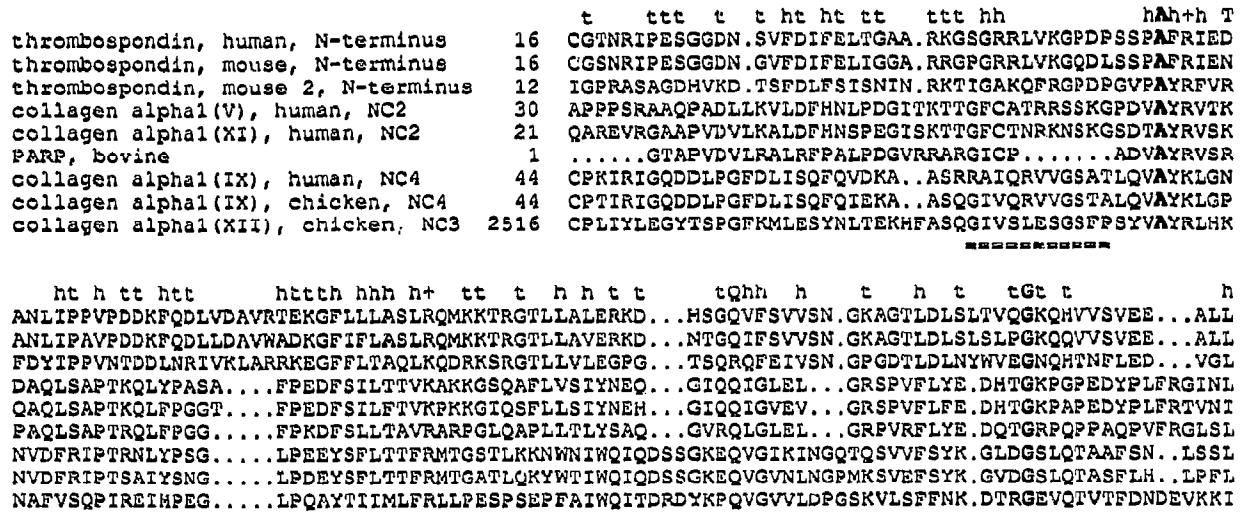 t ttt t t ht ht tt ttt hh hAh+h T
thrombospondin, human, N-terminus 16 CGTNRIPESGGDN.SVFDIFELTGAA.RKGSGRRLVKGPDPSSPAFRIED
thrombospondin, mouse, N-terminus 16 CGSNRIPESGGDN.GVFDIFELIGGA.RRGPGRRLVKGQDLSSPAFRIEN
thrombospondin, mouse 2, N-terminus 12 IGPRASAGDHVKD.TSFDLFSISNIN.RKTIGAKQFRGPDPGVPAYRFVR
collagen alpha1(V), human, NC2 30 APPPSRAAQPADLLKVLDFHNLPDGITKTTGFCATRRSSKGPDVAYRVTK
collagen alpha1(XI), human, NC2 21 QAREVRGAAPVDVLKALDFHNSPEGISKTTGFCTNRKNSKGSDTAYRVSK
PARP, bovine 1 ......GTAPVDVLRALRFPALPDGVRRARGICP.......ADVAYRVSR
collagen alpha1(IX), human, NC4 44 CPKIRIGQDDLPGFDLISQFQVDKA..ASRRAIQRVVGSATLQVAYKLGN
collagen alpha1(IX), chicken, NC4 44 CPTIRIGQDDLPGFDLISQFQIEKA..ASQGIVQRVVGSTALQVAYKLGP
collagen alpha1(XII), chicken, NC3 2516 CPLIYLEGYTSPGFKMLESYNLTEKHFASQGIVSLESGSFPSYVAYRLHK
==========
ht h tt htt httth hhh h+ tt t h h t t tQhh h t h t tGt t h
ANLIPPVPDDKFQDLVDAVRTEKGFLLLASLRQMKKTRGTLLALERKD...HSGQVFSVVSN.GKAGTLDLSLTVQGKQHVVSVEE...ALL
ANLIPAVPDDKFQDLLDAVWADKGFIFLASLRQMKKTRGTLLAVERKD...NTGQIFSVVSN.GKAGTLDLSLSLPGKQQVVSVEE...ALL
FDYIPPVNTDDLNRIVKLARRKEGFFLTAQLKQDRKSRGTLLVLEGPG...TSQRQFEIVSN.GPGDTLDLNYWVEGNQHTNFLED...VGL
DAQLSAPTKQLYPASA....FPEDFSILTTVKAKKGSQAFLVSIYNEQ...GIQQIGLEL...GRSPVFLYE.DHTGKPGPEDYPLFRGINL
QAQLSAPTKQLFPGGT....FPEDFSILFTVKPKKGIQSFLLSIYNEH...GIQQIGVEV...GRSPVFLFE.DHTGKPAPEDYPLFRTVNI
PAQLSAPTRQLFPGG.....FPKDFSLLTAVRARPGLQAPLLTLYSAQ...GVRQLGLEL...GRPVRFLYE.DQTGRPQPPAQPVFRGLSL
NVDFRIPTRNLYPSG.....LPEEYSFLTTFRMTGSTLKKNWNIWQIQDSSGKEQVGIKINGQTQSVVFSYK.GLDGSLQTAAFSN..LSSL
NVDFRIPTSAIYSNG.....LPDEYSFLTTFRMTGATLQKYWTIWQIQDSSGKEQVGVNLNGPMKSVEFSYK.GVDGSLQTASFLH..LPFL
NAFVSQPIREIHPEG.....LPQAYTIIMLFRLLPESPSEPFAIWQITDRDYKPQVGVVLDPGSKVLSFFNK.DTRGEVQTVTFDNDEVKKI